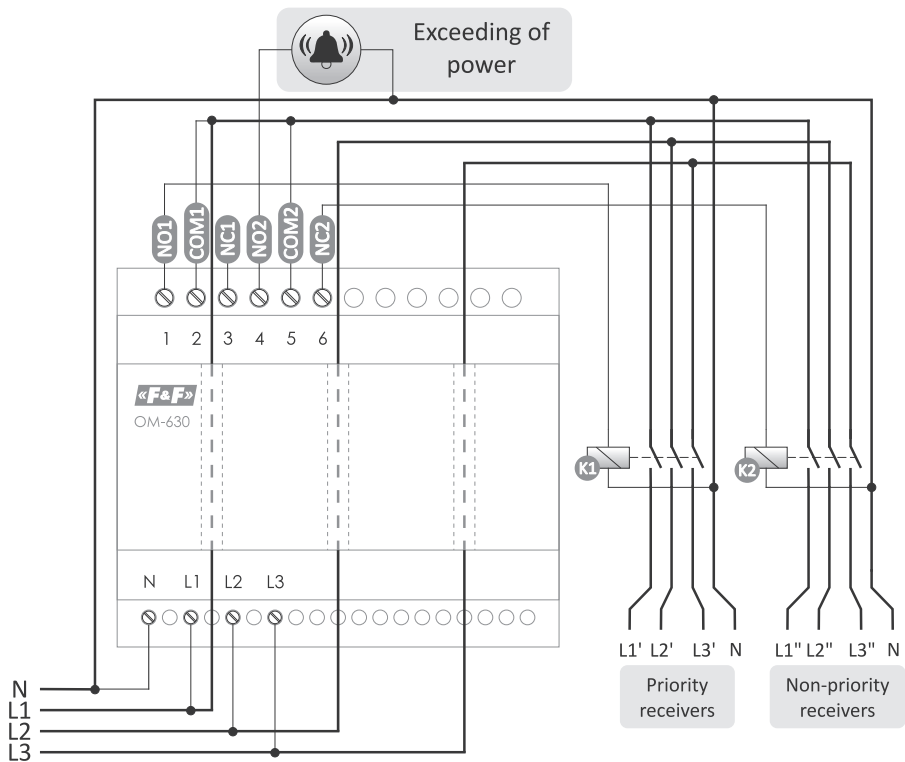 Exceeding of
power
NO1 COM1 NC1 NO2 COM2 NC2
1 2 3 4 5 6
«F&F»
OM-630
K1 K2
N L1 L2 L3
L1' L2' L3' N
L1" L2" L3" N
Priority
receivers
Non-priority
receivers
N
L1
L2
L3